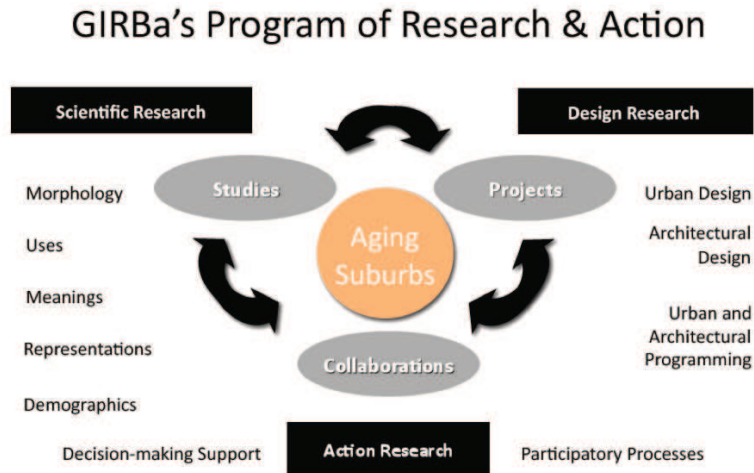 GIRBa's Program of Research & Action
Scientific Research
Design Research
Studies
Projects
Morphology
Urban Design
Uses
Architectural
Design
Aging
Suburbs
Meanings
Urban and
Architectural
Programming
Representations
Collaborations
Demographics
Decision-making Support
Action Research
Participatory Processes